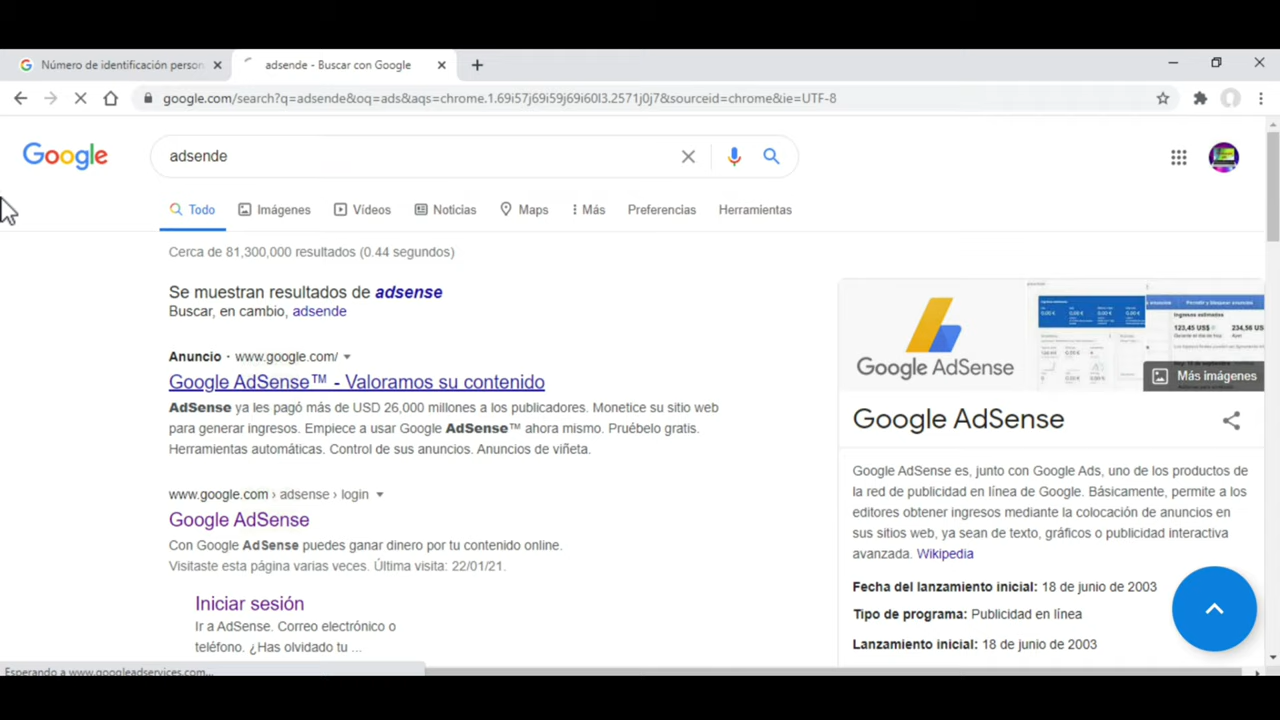 Número de identificación person
adsende - Buscar con Google
google.com/search?q=adsende&oq=ads&aqs=chrome.1.69i57j69i59j69i60l3.2571j0j7&sourceid=chrome&ie=UTF-8
Google
adsende
Todo
Imágenes
Vídeos
Noticias
Maps
Más
Preferencias
Herramientas
Cerca de 81,300,000 resultados (0.44 segundos)
Se muestran resultados de adsense
Buscar, en cambio, adsende
Anuncio · www.google.com/
Google AdSense™ - Valoramos su contenido
AdSense ya les pagó más de USD 26,000 millones a los publicadores. Monetice su sitio web
para generar ingresos. Empiece a usar Google AdSense™ ahora mismo. Pruébelo gratis.
Herramientas automáticas. Control de sus anuncios. Anuncios de viñeta.
www.google.com › adsense › login
Google AdSense
Con Google AdSense puedes ganar dinero por tu contenido online.
Visitaste esta página varias veces. Última visita: 22/01/21.
Iniciar sesión
Ir a AdSense. Correo electrónico o
teléfono. ¿Has olvidado tu ...
Esperando a www.googleadservices.com...
Google AdSense
Permitir y bloquear anuncios
123,45 US$
234,56 US
Más imágenes
Google AdSense
Google AdSense es, junto con Google Ads, uno de los productos de
la red de publicidad en línea de Google. Básicamente, permite a los
editores obtener ingresos mediante la colocación de anuncios en
sus sitios web, ya sean de texto, gráficos o publicidad interactiva
avanzada. Wikipedia
Fecha del lanzamiento inicial: 18 de junio de 2003
Tipo de programa: Publicidad en línea
Lanzamiento inicial: 18 de junio de 2003